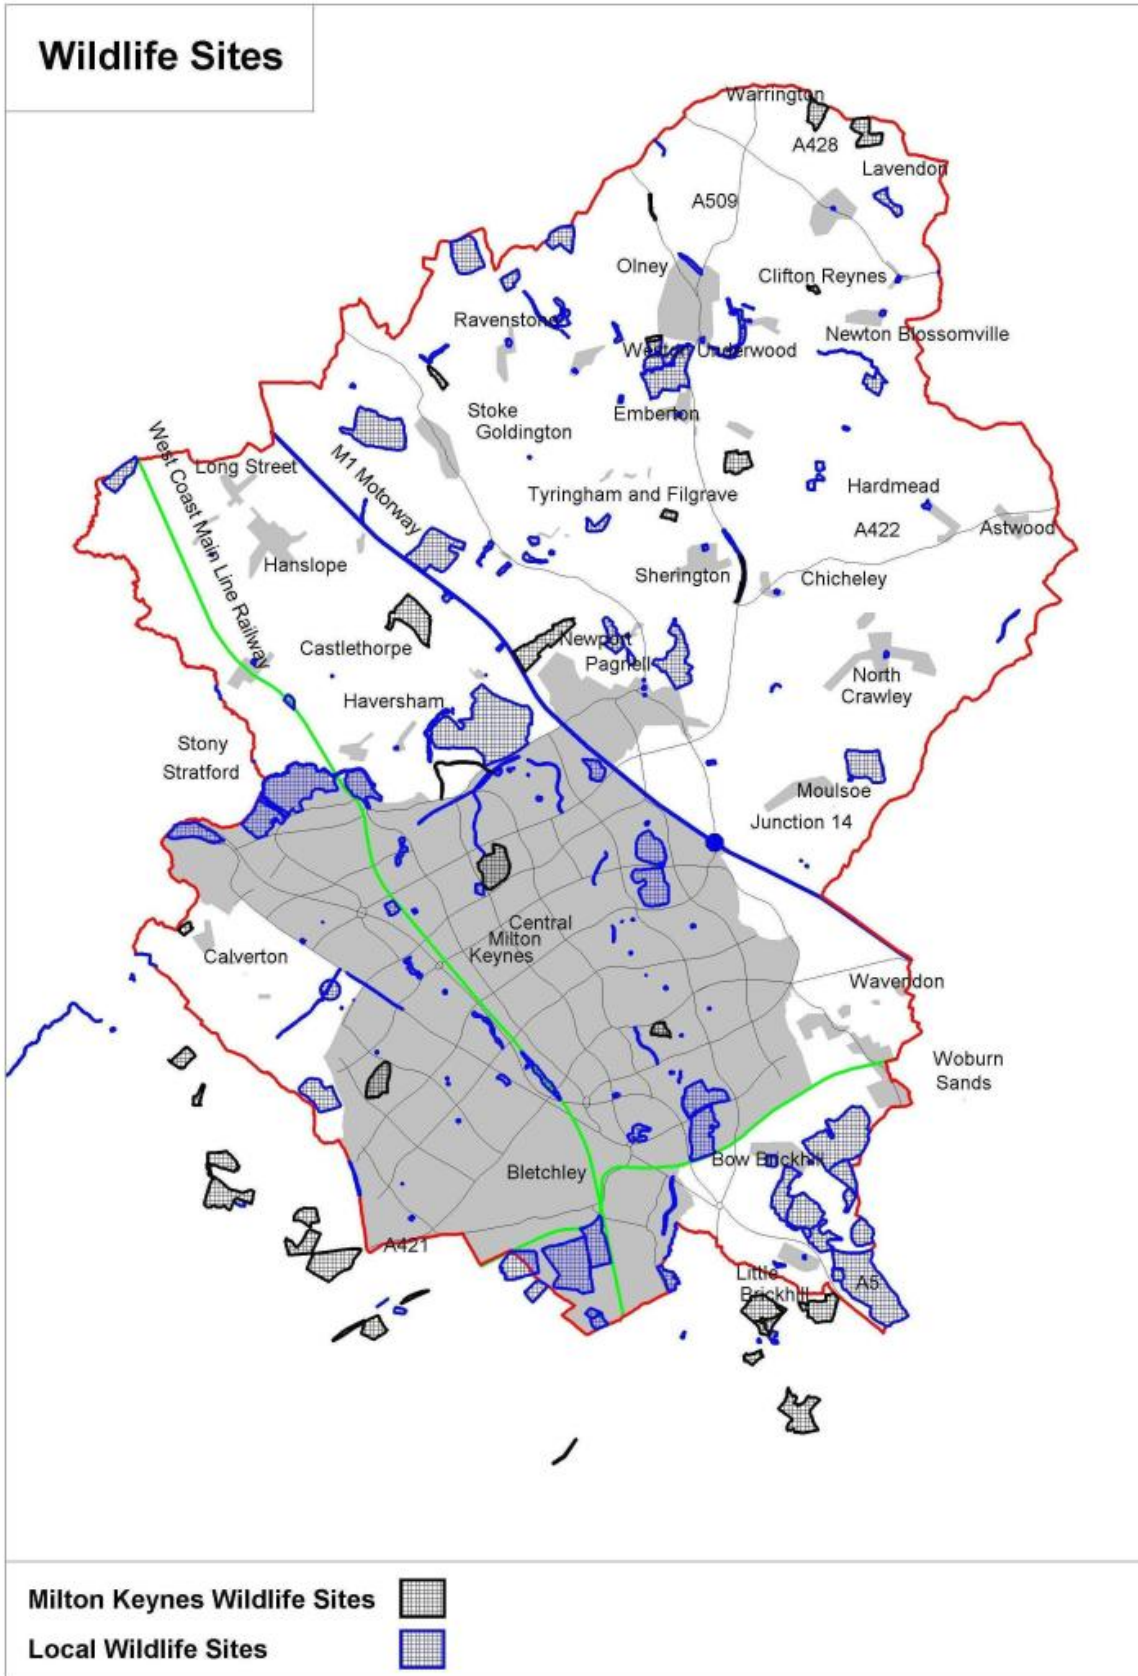 Wildlife Sites
Warrington
A428
Lavendon
A509
Olney
Clifton Reynes
Ravenstone
Newton Blossomville
Weston Underwood
Stoke
Goldington
Emberton
West Coast Main Line Railway
Long Street
M1 Motorway
Tyringham and Filgrave
Hardmead
A422
Astwood
Hanslope
Sherington
Chicheley
Castlethorpe
Newport
Pagnell
North
Crawley
Haversham
Stony
Stratford
Moulsoe
Junction 14
Central
Milton
Keynes
Calverton
Wavendon
Woburn
Sands
Bow Brickhill
Bletchley
A421
Little
Brickhill
A5
Milton Keynes Wildlife Sites
Local Wildlife Sites